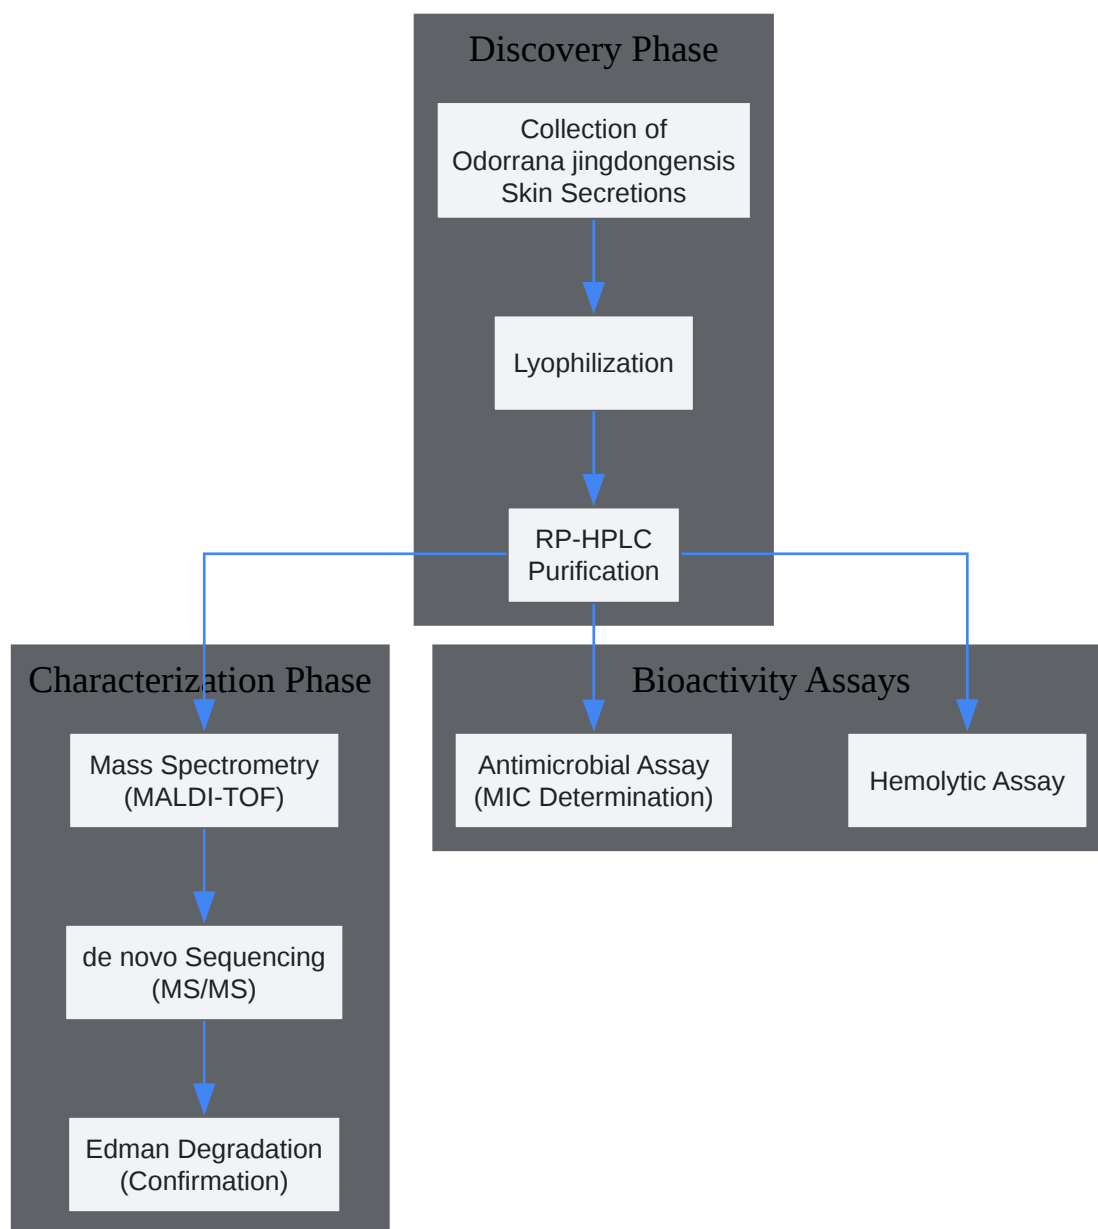 Discovery Phase
Collection of
Odorrana jingdongensis
Skin Secretions
Lyophilization
RP-HPLC
Purification
Characterization Phase
Mass Spectrometry
(MALDI-TOF)
de novo Sequencing
(MS/MS)
Edman Degradation
(Confirmation)
Bioactivity Assays
Antimicrobial Assay
(MIC Determination)
Hemolytic Assay